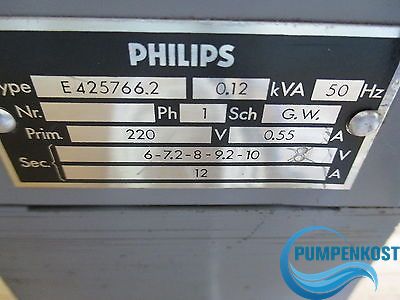 PHILIPS
Type E 425766.2 0.12 kVA 50 Hz
Nr. Ph 1 Sch G.W.
Prim. 220 V 0.55 A
Sec. 6-7.2-8-9.2-10 V
12 A
PUMPENKOST